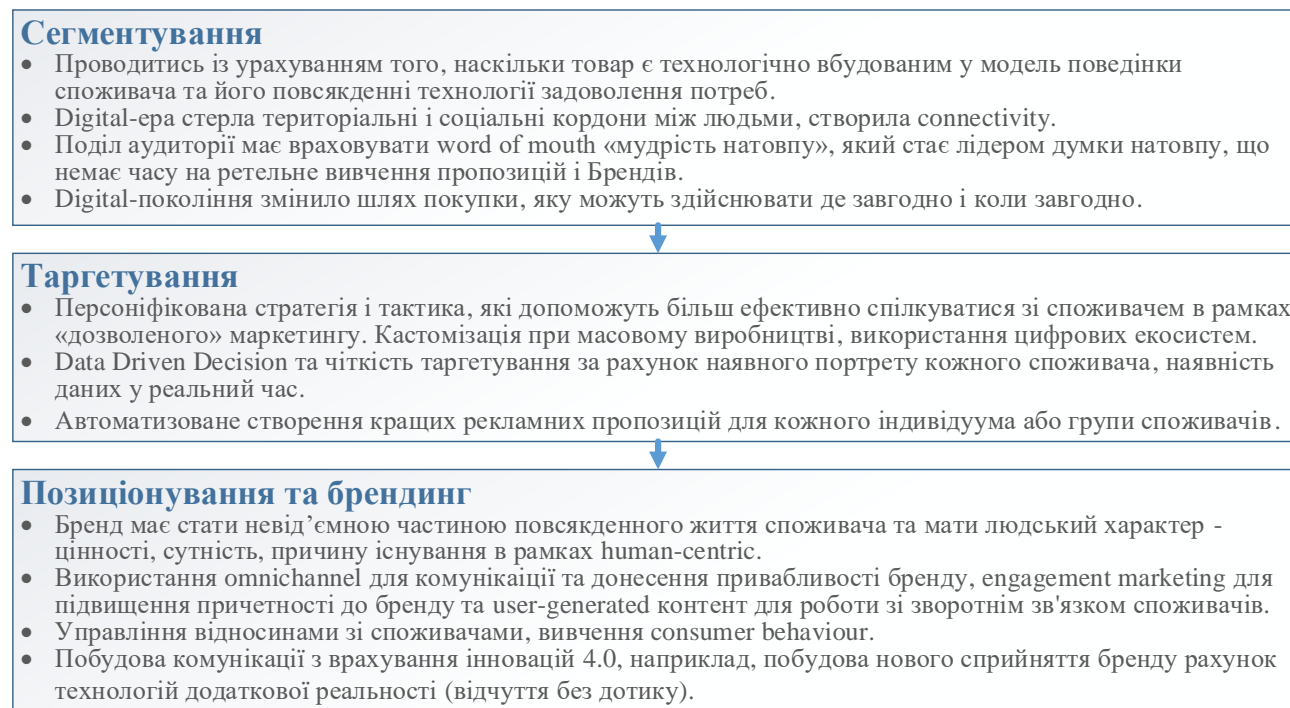 Сегментування
• Проводитись із урахуванням того, наскільки товар є технологічно вбудованим у модель поведінки
споживача та його повсякденні технології задоволення потреб.
• Digital-ера стерла територіальні і соціальні кордони між людьми, створила connectivity.
• Поділ аудиторії має враховувати word of mouth «мудрість натовпу», який стає лідером думки натовпу, що
немає часу на ретельне вивчення пропозицій і Брендів.
• Digital-покоління змінило шлях покупки, яку можуть здійснювати де завгодно і коли завгодно.
Таргетування
• Персоніфікована стратегія і тактика, які допоможуть більш ефективно спілкуватися зі споживачем в рамках
«дозволеного» маркетингу. Кастомізація при масовому виробництві, використання цифрових екосистем.
• Data Driven Decision та чіткість таргетування за рахунок наявного портрету кожного споживача, наявність
даних у реальний час.
• Автоматизоване створення кращих рекламних пропозицій для кожного індивідуума або групи споживачів.
Позиціонування та брендинг
• Бренд має стати невід’ємною частиною повсякденного життя споживача та мати людський характер -
цінності, сутність, причину існування в рамках human-centric.
• Використання omnichannel для комунікаіції та донесення привабливості бренду, engagement marketing для
підвищення причетності до бренду та user-generated контент для роботи зі зворотнім зв'язком споживачів.
• Управління відносинами зі споживачами, вивчення consumer behaviour.
• Побудова комунікації з врахування інновацій 4.0, наприклад, побудова нового сприйняття бренду рахунок
технологій додаткової реальності (відчуття без дотику).